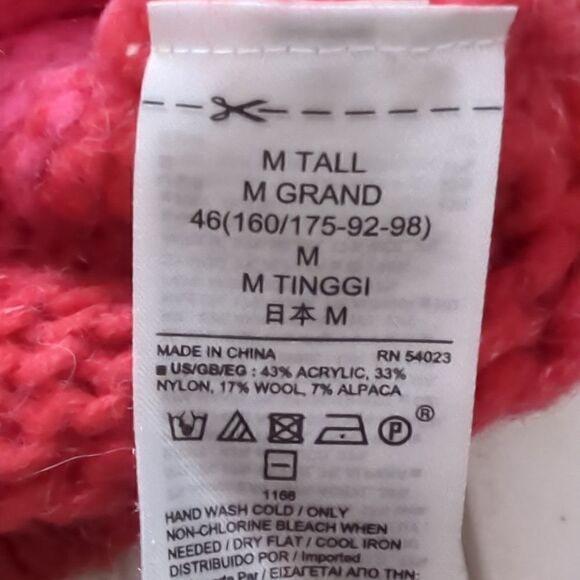 M TALL
M GRAND
46(160/175-92-98)
M
M TINGGI
日本 M
MADE IN CHINA RN 54023
US/GB/EG : 43% ACRYLIC, 33%
NYLON, 17% WOOL, 7% ALPACA
P ®
1166
HAND WASH COLD / ONLY
NON-CHLORINE BLEACH WHEN
NEEDED / DRY FLAT / COOL IRON
DISTRIBUIDO POR / Imported
Par / ΕΙΣΑΓΕΤΑΙ ΑΠΟ ΤΗΝ: